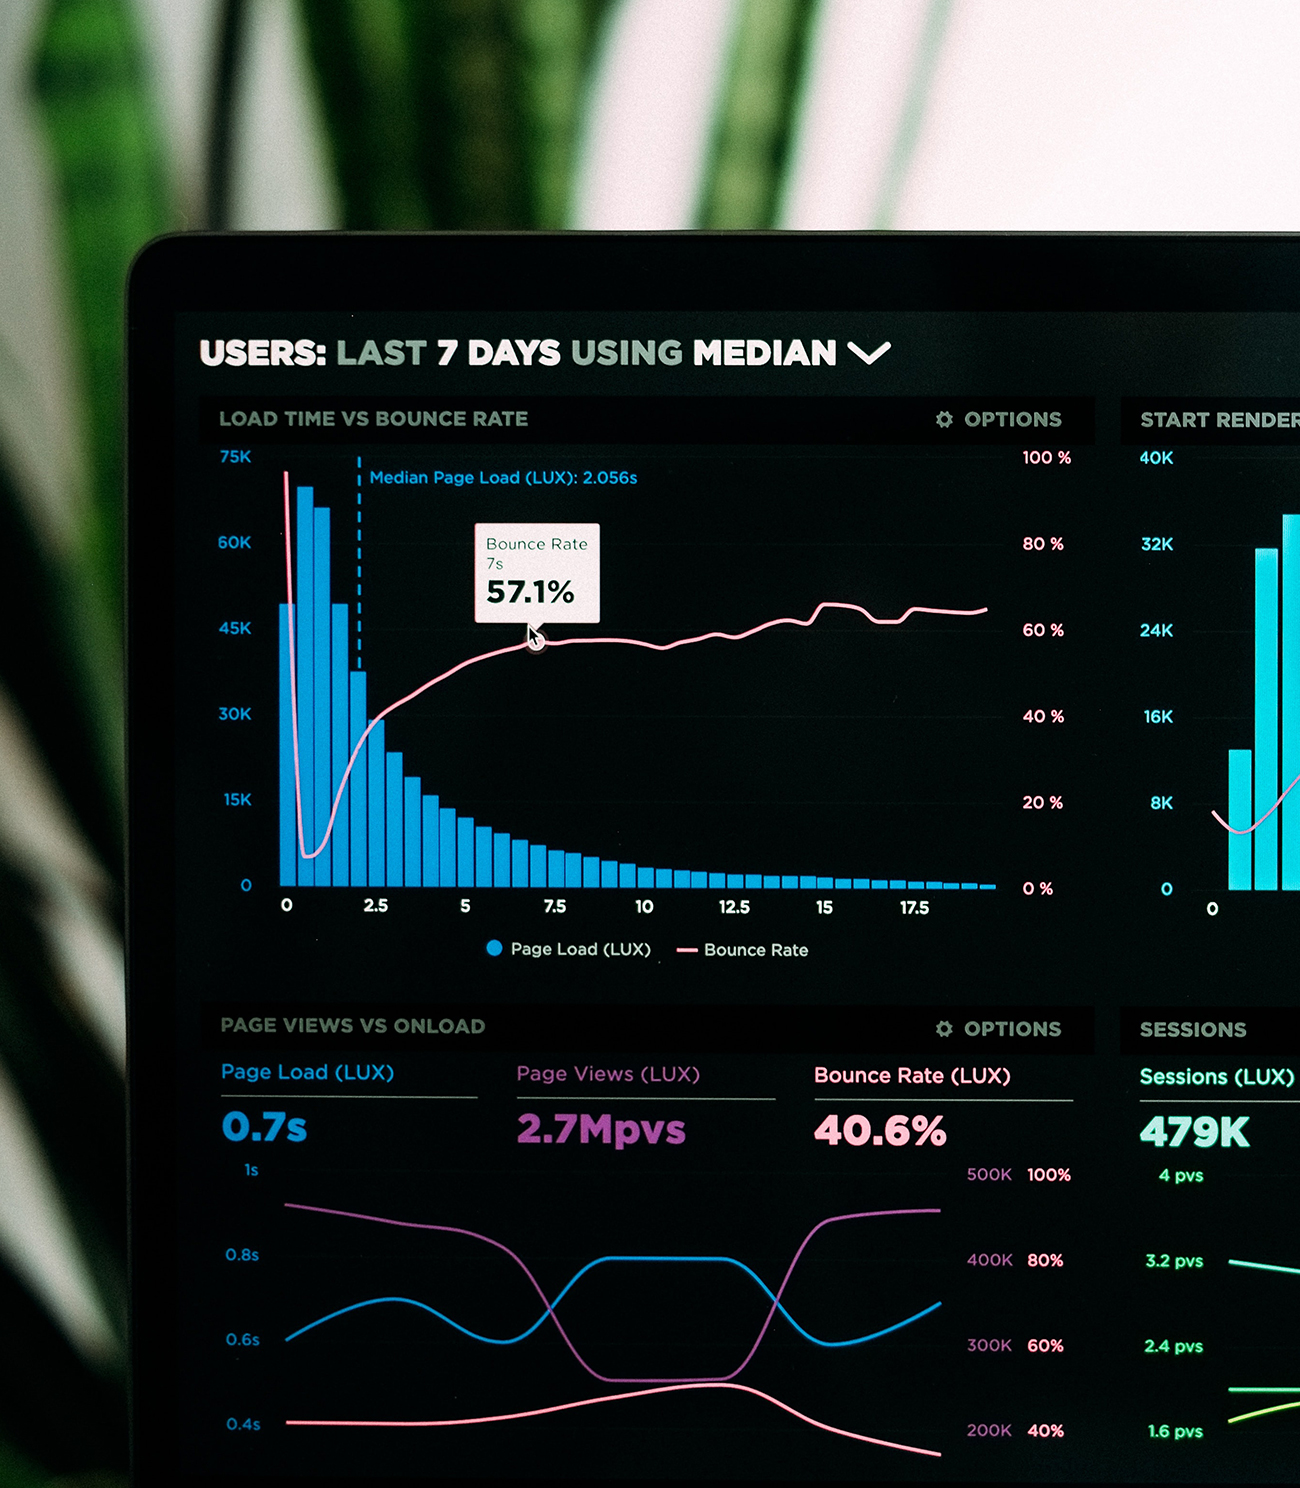 USERS: LAST 7 DAYS USING MEDIAN
LOAD TIME VS BOUNCE RATE
OPTIONS
75K
60K
45K
30K
15K
0
Median Page Load (LUX): 2.056s
Bounce Rate
7s
57.1%
100 %
80 %
60 %
40 %
20 %
0 %
0 2.5 5 7.5 10 12.5 15 17.5
Page Load (LUX) Bounce Rate
START RENDER
40K
32K
24K
16K
8K
0
0
PAGE VIEWS VS ONLOAD
OPTIONS
Page Load (LUX)
0.7s
Page Views (LUX)
2.7Mpvs
Bounce Rate (LUX)
40.6%
1s
0.8s
0.6s
0.4s
500K 100%
400K 80%
300K 60%
200K 40%
SESSIONS
Sessions (LUX)
479K
4 pvs
3.2 pvs
2.4 pvs
1.6 pvs